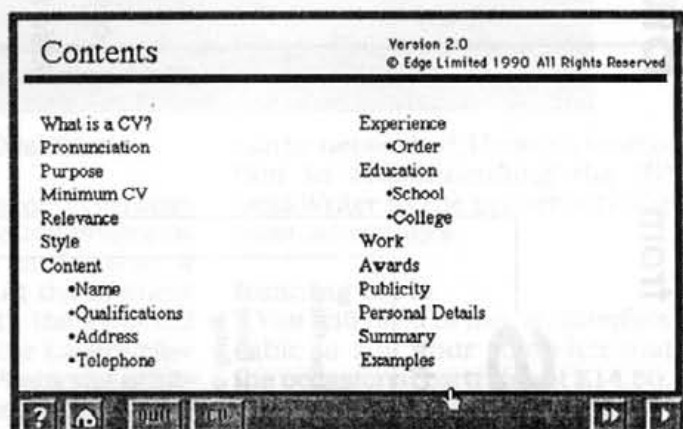 Contents
Version 2.0
© Edge Limited 1990 All Rights Reserved
What is a CV?
Pronunciation
Purpose
Minimum CV
Relevance
Style
Content
•Name
•Qualifications
•Address
•Telephone
Experience
•Order
Education
•School
•College
Work
Awards
Publicity
Personal Details
Summary
Examples
?